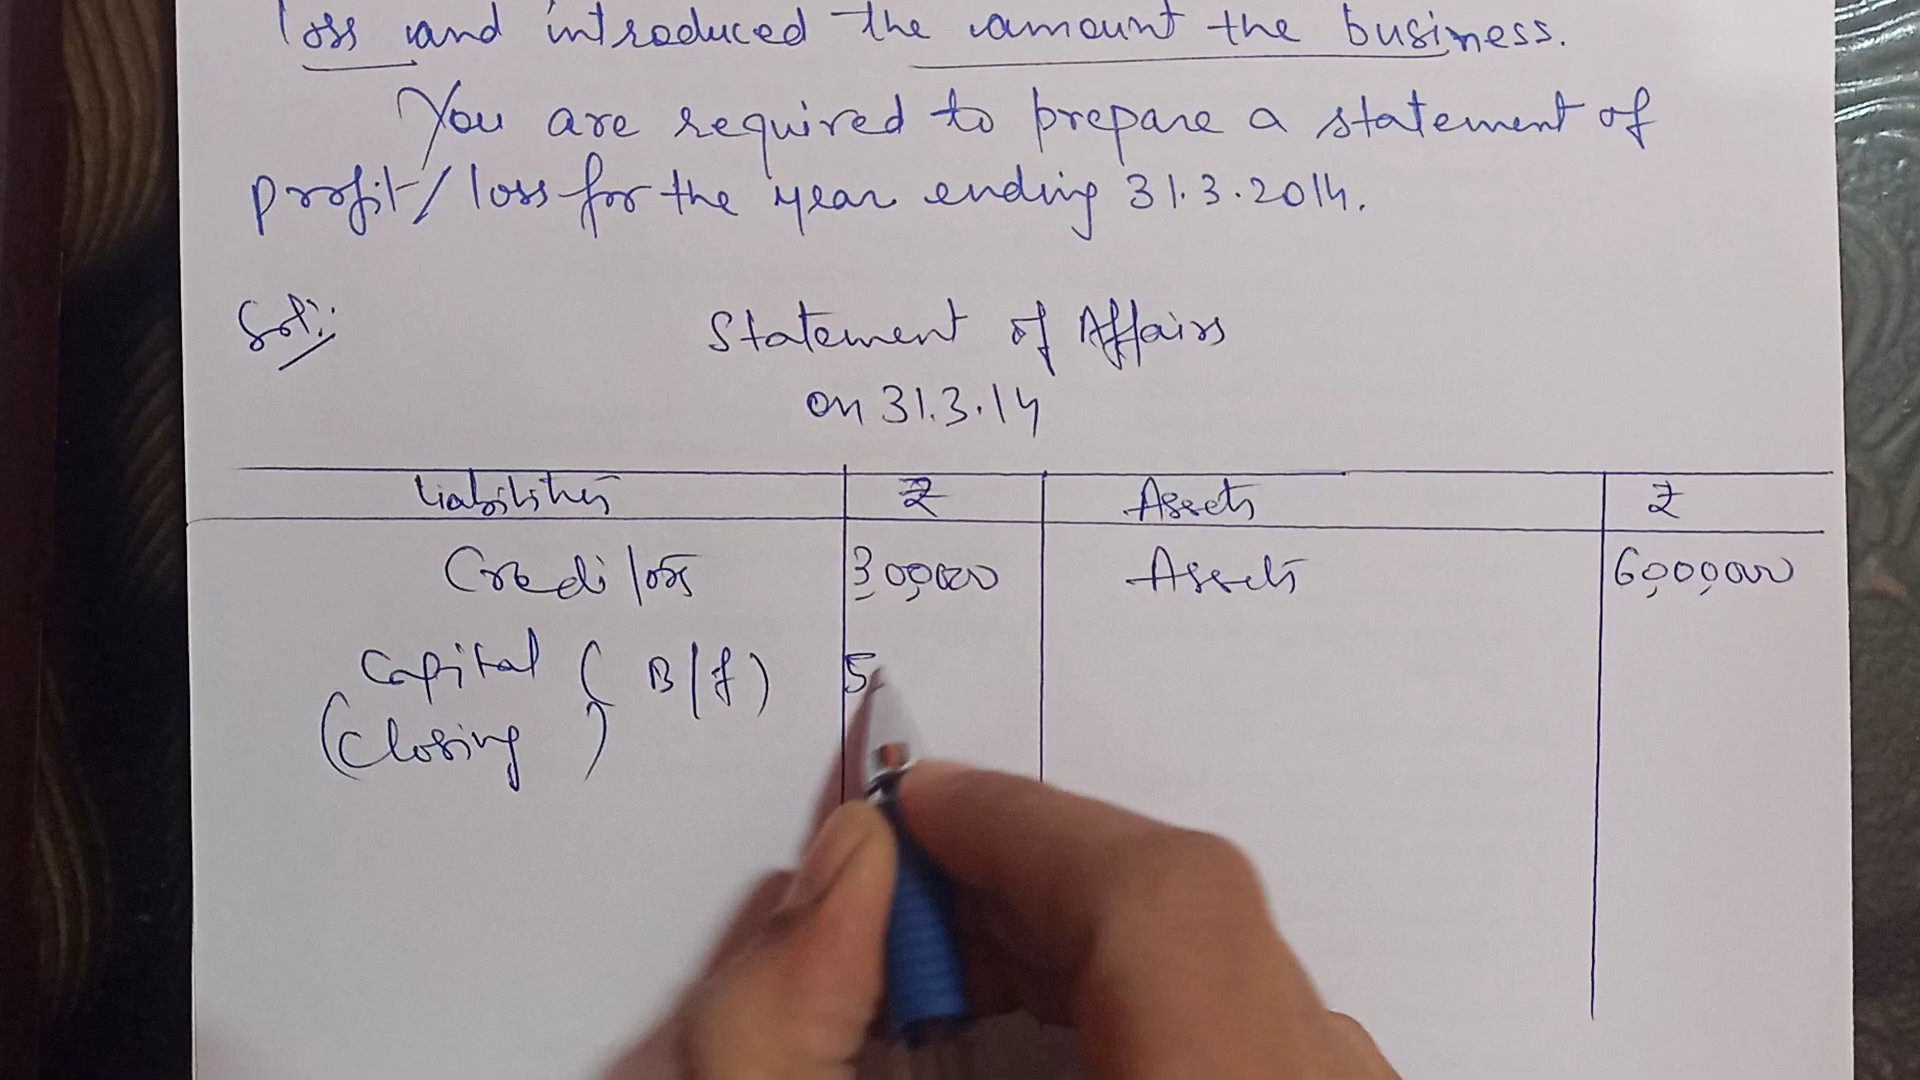 loss and introduced the amount the business.
You are required to prepare a statement of
profit/loss for the year ending 31.3.2014.
Sol:
Statement of Affairs
on 31.3.14
Liabilities ₹ Assets ₹
Creditors 300,000 Assets 6,00,000
Capital (B/f) 5
(Closing)